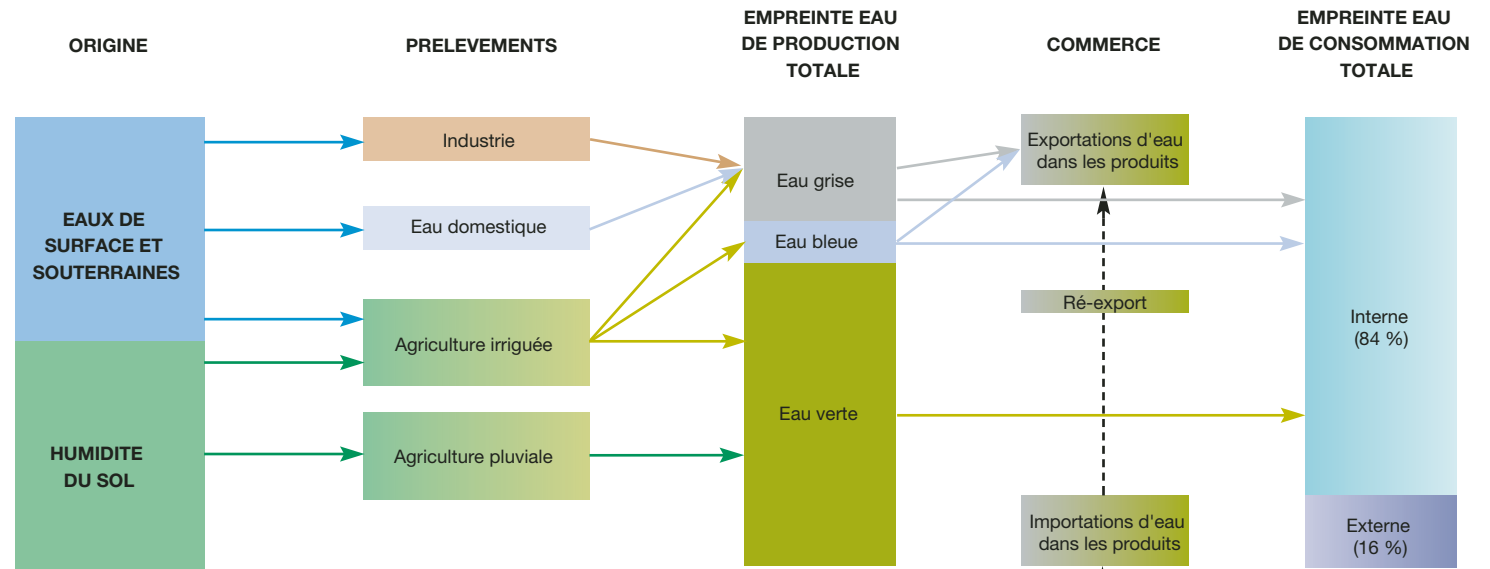 ORIGINE
PRELEVEMENTS
EMPREINTE EAU
DE PRODUCTION
TOTALE
COMMERCE
EMPREINTE EAU
DE CONSOMMATION
TOTALE
EAUX DE
SURFACE ET
SOUTERRAINES
HUMIDITE
DU SOL
Industrie
Eau domestique
Agriculture irriguée
Agriculture pluviale
Eau grise
Eau bleue
Eau verte
Exportations d'eau
dans les produits
Ré-export
Importations d'eau
dans les produits
Interne
(84 %)
Externe
(16 %)